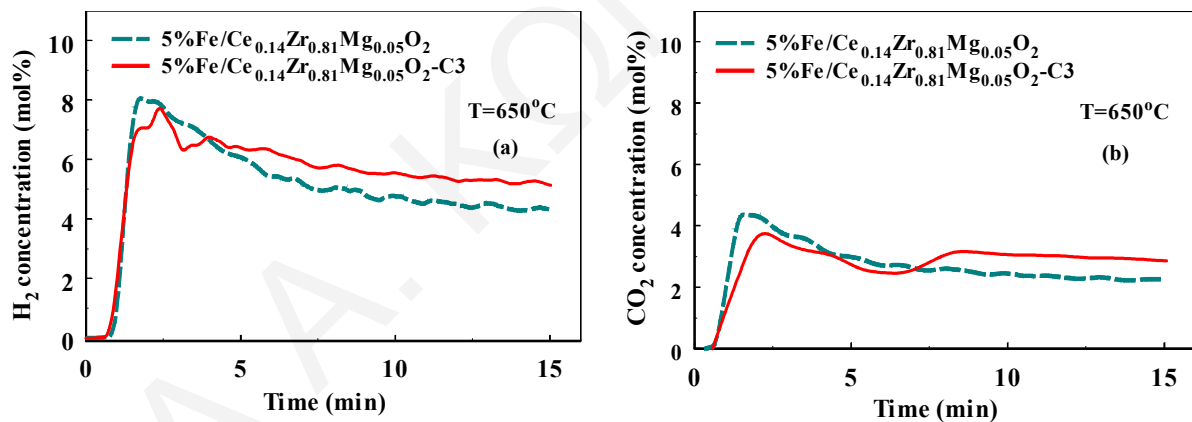 5%Fe/Ce0.14Zr0.81Mg0.05O2
5%Fe/Ce0.14Zr0.81Mg0.05O2-C3
T=650°C
(a)
H2 concentration (mol%)
10
8
6
4
2
0
0 5 10 15
Time (min)
5%Fe/Ce0.14Zr0.81Mg0.05O2
5%Fe/Ce0.14Zr0.81Mg0.05O2-C3
T=650°C
(b)
CO2 concentration (mol%)
10
8
6
4
2
0
0 5 10 15
Time (min)